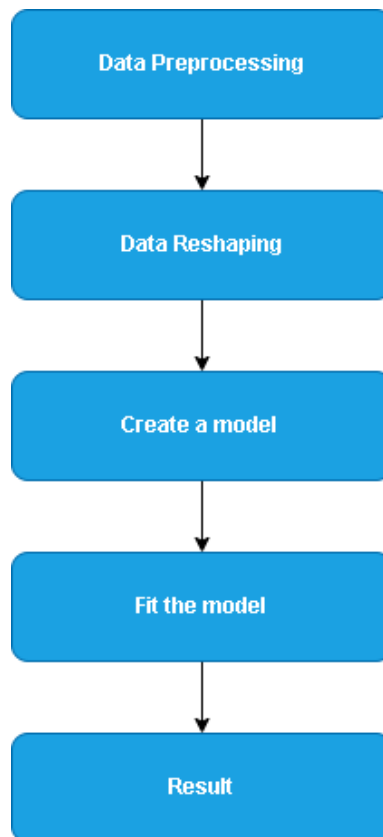 Data Preprocessing
Data Reshaping
Create a model
Fit the model
Result